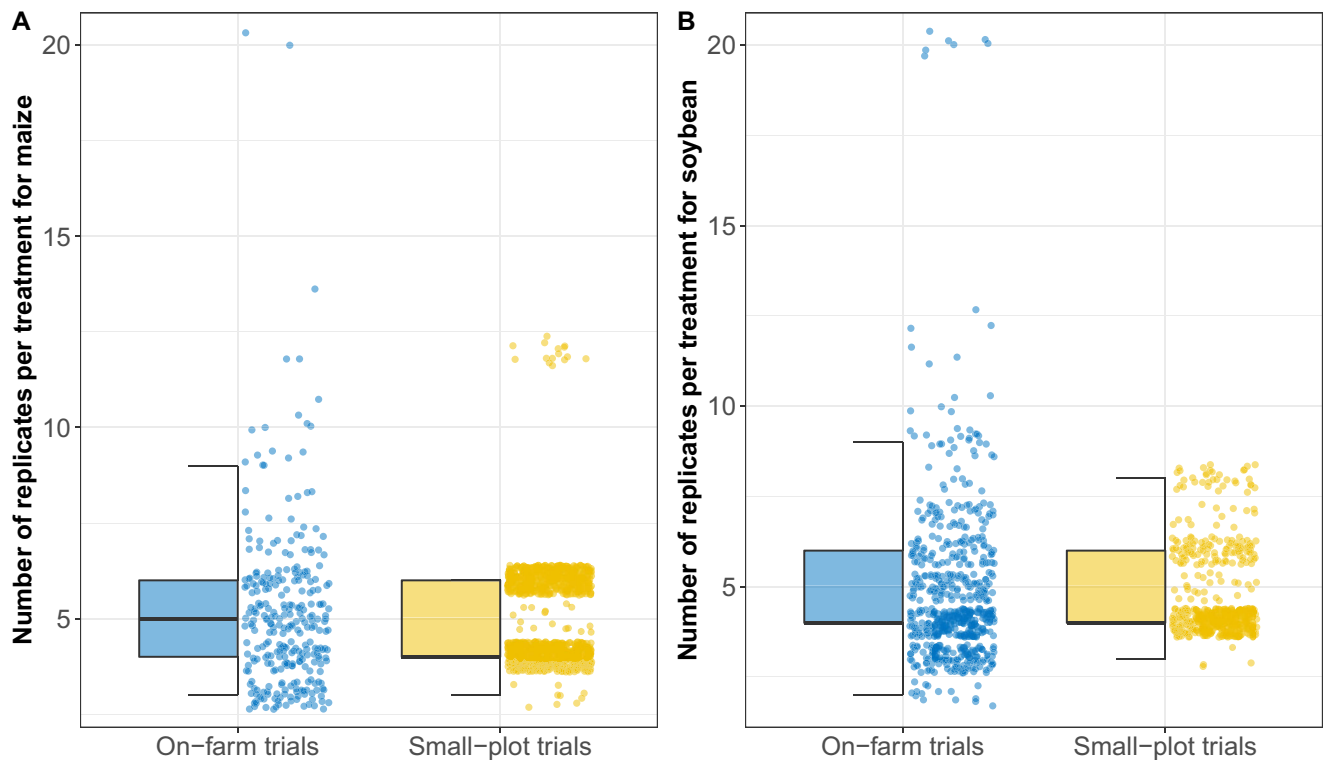 A
Number of replicates per treatment for maize
20
15
10
5
On−farm trials
Small−plot trials
B
Number of replicates per treatment for soybean
20
15
10
5
On−farm trials
Small−plot trials